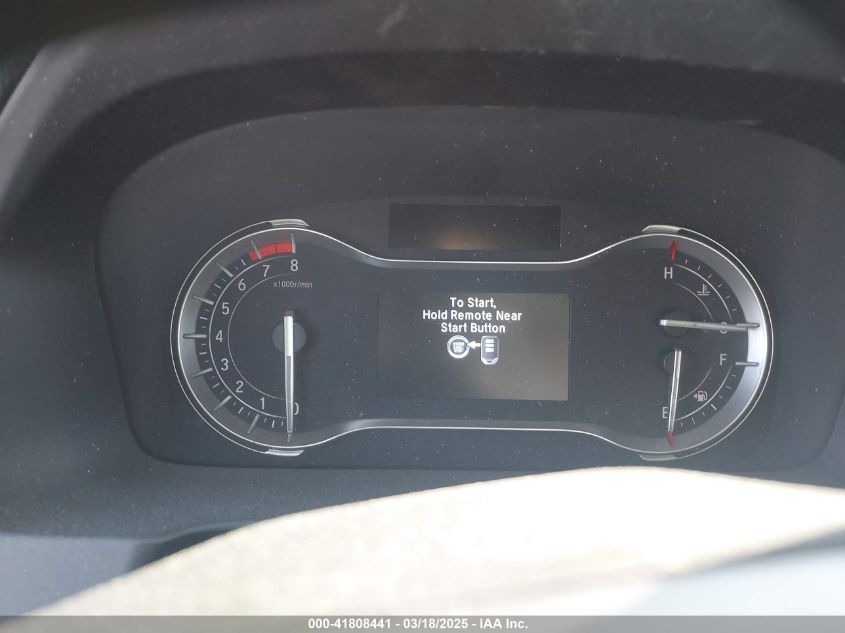 8
7
6
x1000r/min
5
4
3
2
1
0
To Start,
Hold Remote Near
Start Button
H
C
F
E
000-41808441 - 03/18/2025 - IAA Inc.